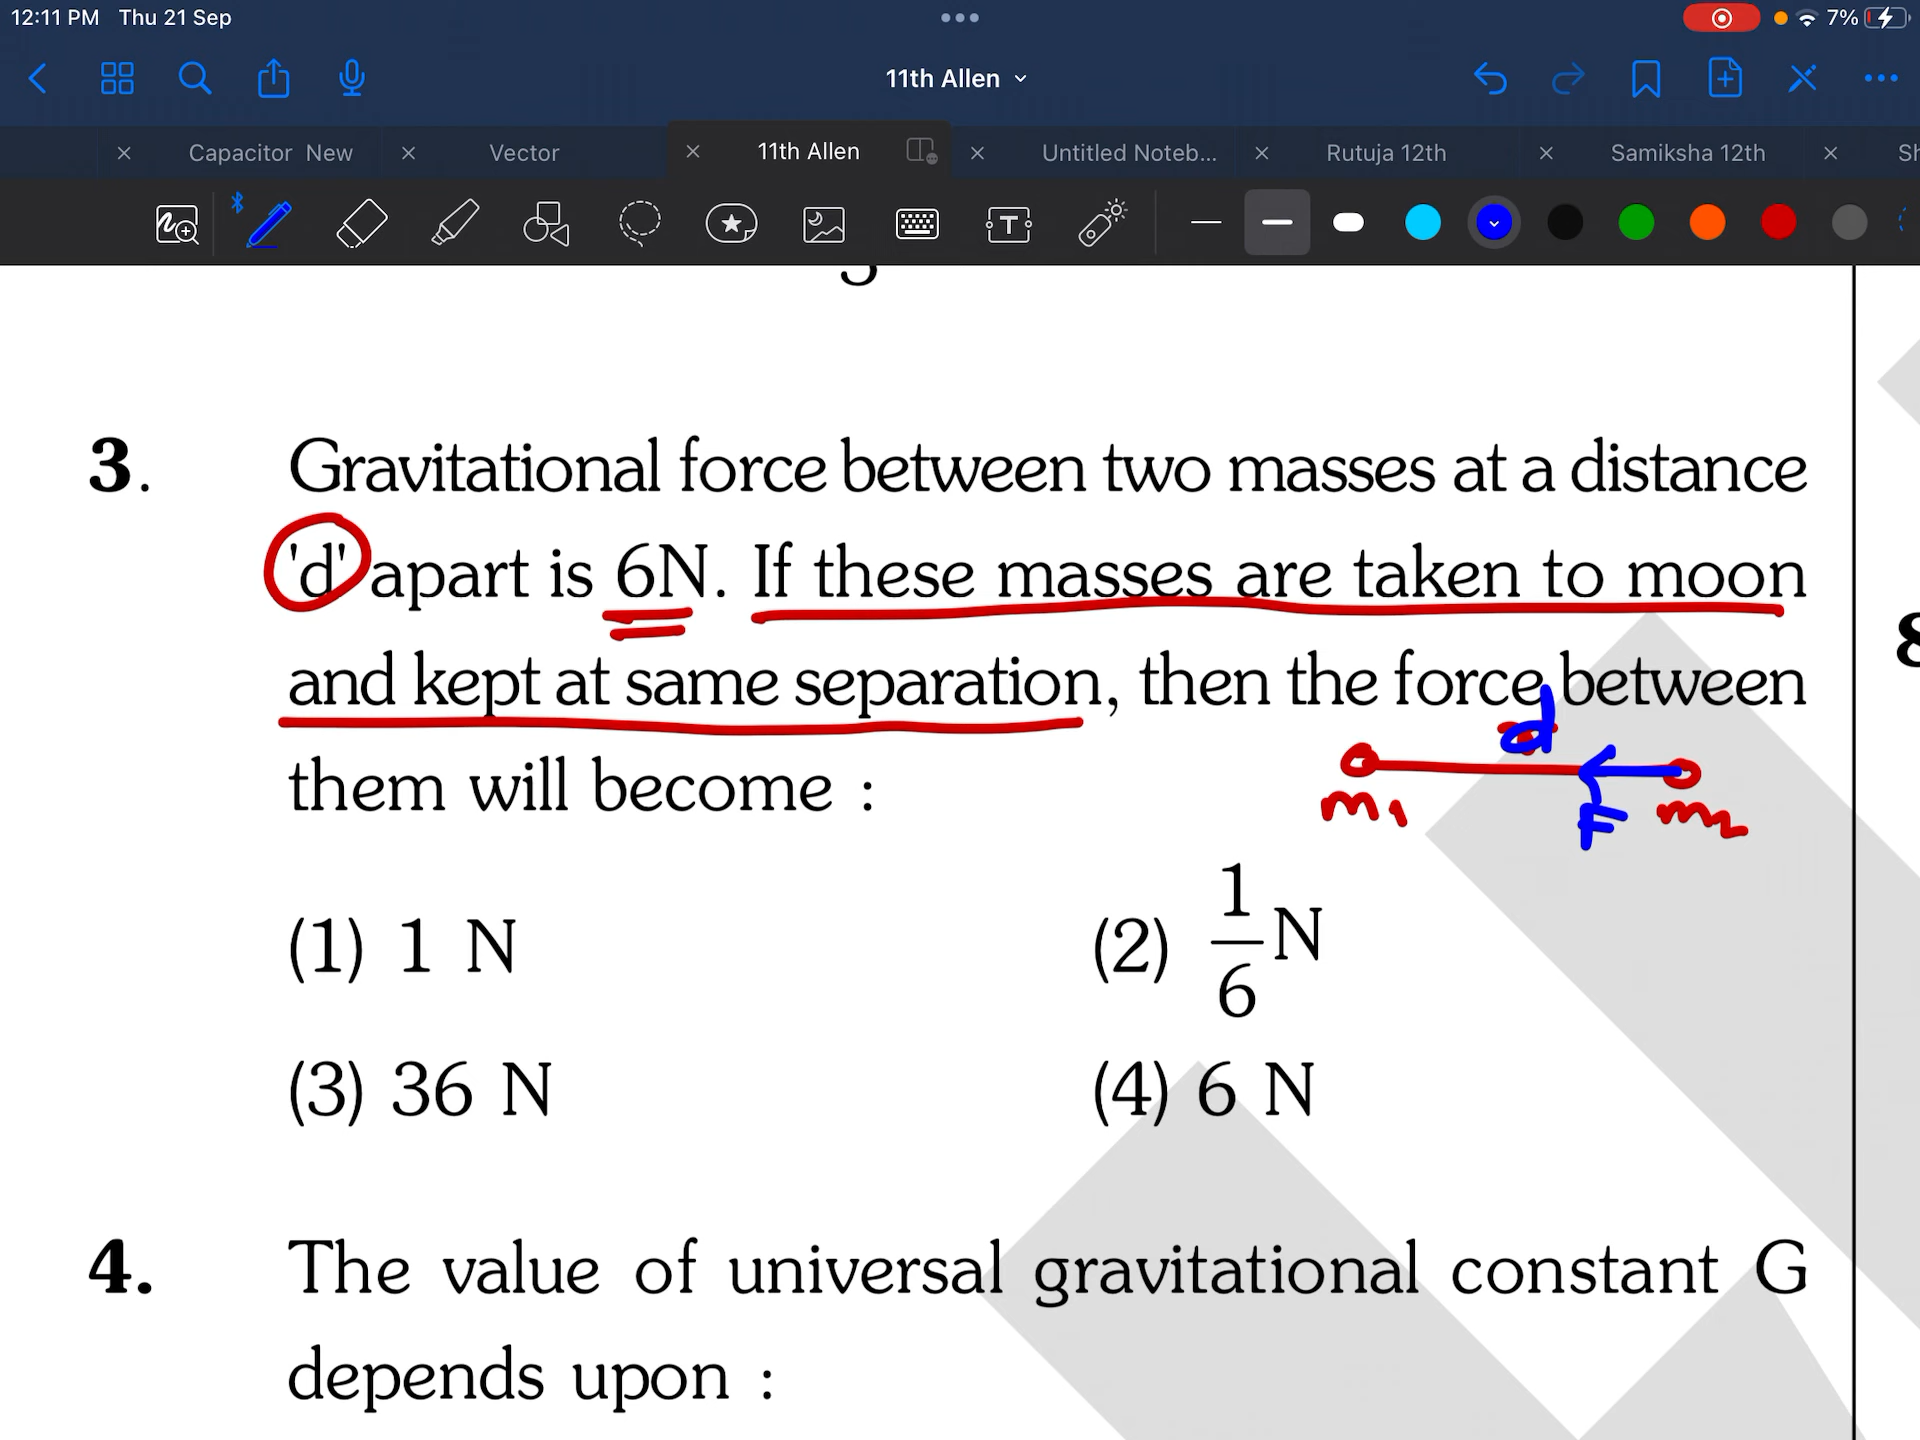 12:11 PM Thu 21 Sep
7%
11th Allen
Capacitor New
Vector
11th Allen
Untitled Noteb...
Rutuja 12th
Samiksha 12th
3. Gravitational force between two masses at a distance
'd' apart is 6N. If these masses are taken to moon
and kept at same separation, then the force between
them will become :
d
m1 F m2
(1) 1 N (2) 1/6 N
(3) 36 N (4) 6 N
4. The value of universal gravitational constant G
depends upon :